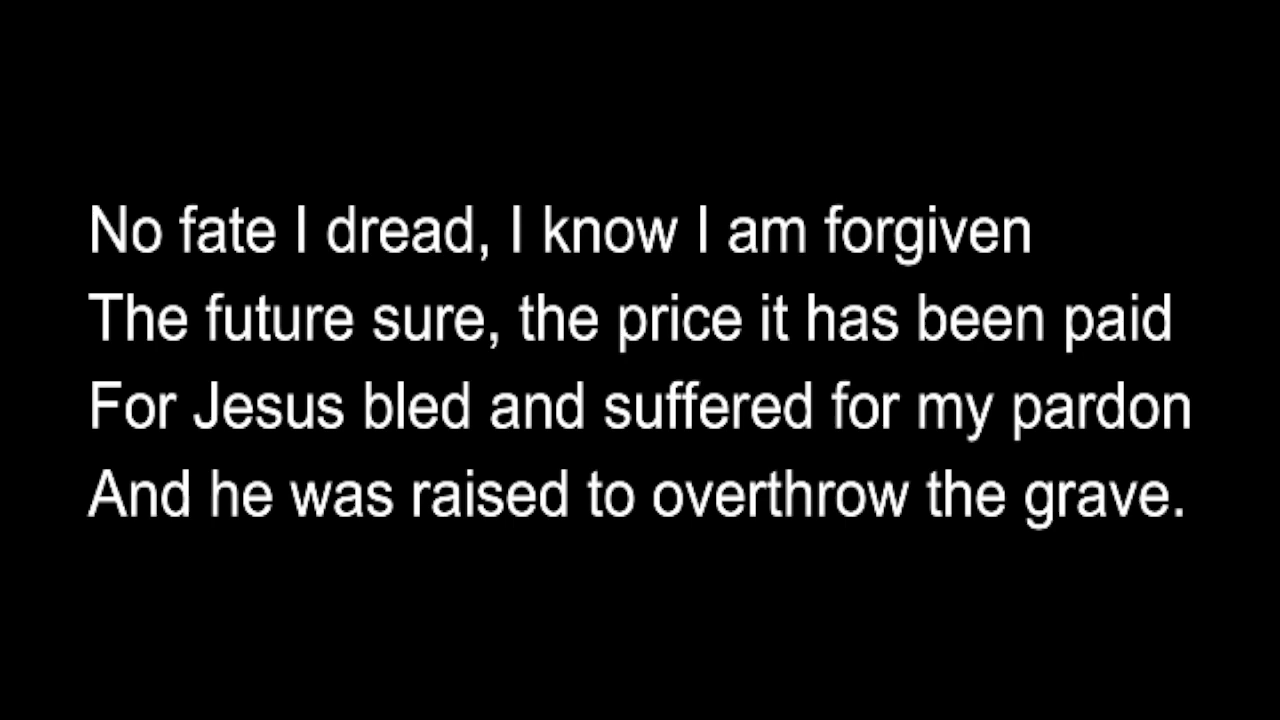 No fate I dread, I know I am forgiven
The future sure, the price it has been paid
For Jesus bled and suffered for my pardon
And he was raised to overthrow the grave.